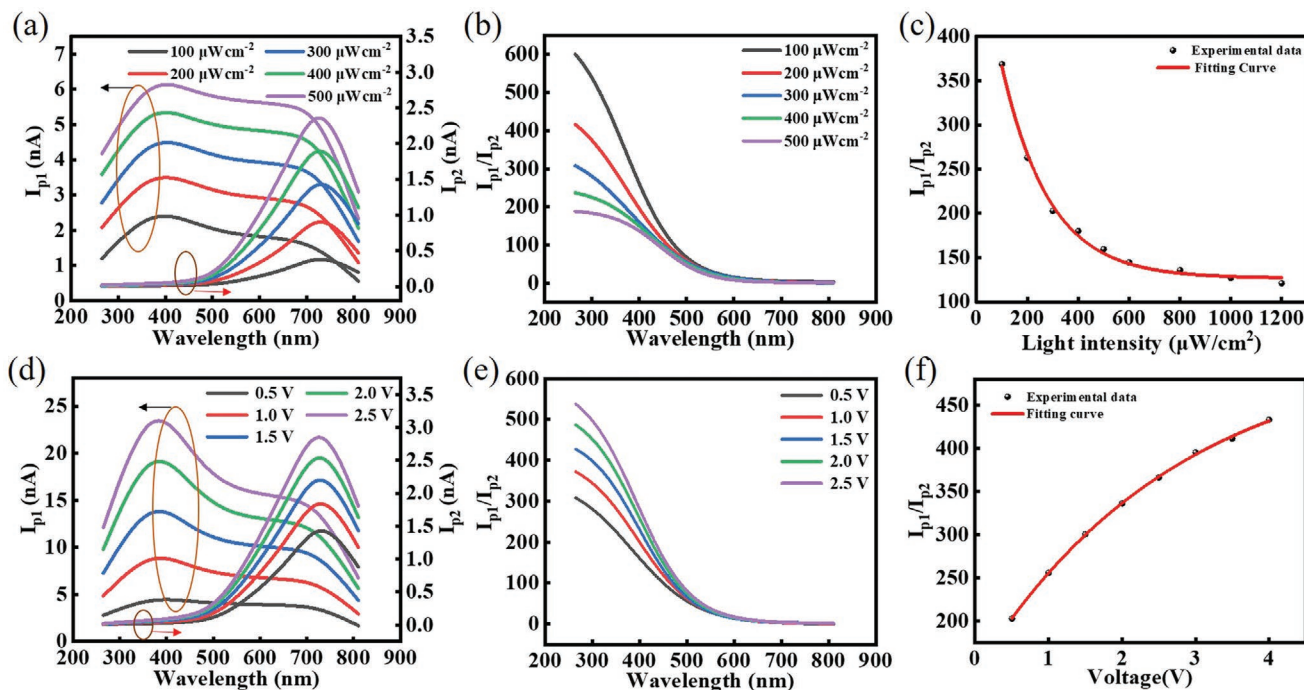 (a)
7
6
5
4
3
2
1
0
I_p1 (nA)
100 μWcm⁻² 300 μWcm⁻²
200 μWcm⁻² 400 μWcm⁻²
500 μWcm⁻²
3.5
3.0
2.5
2.0
1.5
1.0
0.5
0.0
I_p2 (nA)
200 300 400 500 600 700 800 900
Wavelength (nm)
(b)
600
500
400
300
200
100
0
I_p1/I_p2
100 μWcm⁻²
200 μWcm⁻²
300 μWcm⁻²
400 μWcm⁻²
500 μWcm⁻²
200 300 400 500 600 700 800 900
Wavelength (nm)
(c)
400
350
300
250
200
150
100
I_p1/I_p2
Experimental data
Fitting Curve
200 400 600 800 1000 1200
Light intensity (μW/cm²)
(d)
25
20
15
10
5
0
I_p1 (nA)
0.5 V 2.0 V
1.0 V 2.5 V
1.5 V
3.5
3.0
2.5
2.0
1.5
1.0
0.5
0.0
I_p2 (nA)
200 300 400 500 600 700 800 900
Wavelength (nm)
(e)
600
500
400
300
200
100
0
I_p1/I_p2
0.5 V
1.0 V
1.5 V
2.0 V
2.5 V
200 300 400 500 600 700 800 900
Wavelength (nm)
(f)
450
400
350
300
250
200
I_p1/I_p2
Experimental data
Fitting curve
0 1 2 3 4
Voltage(V)